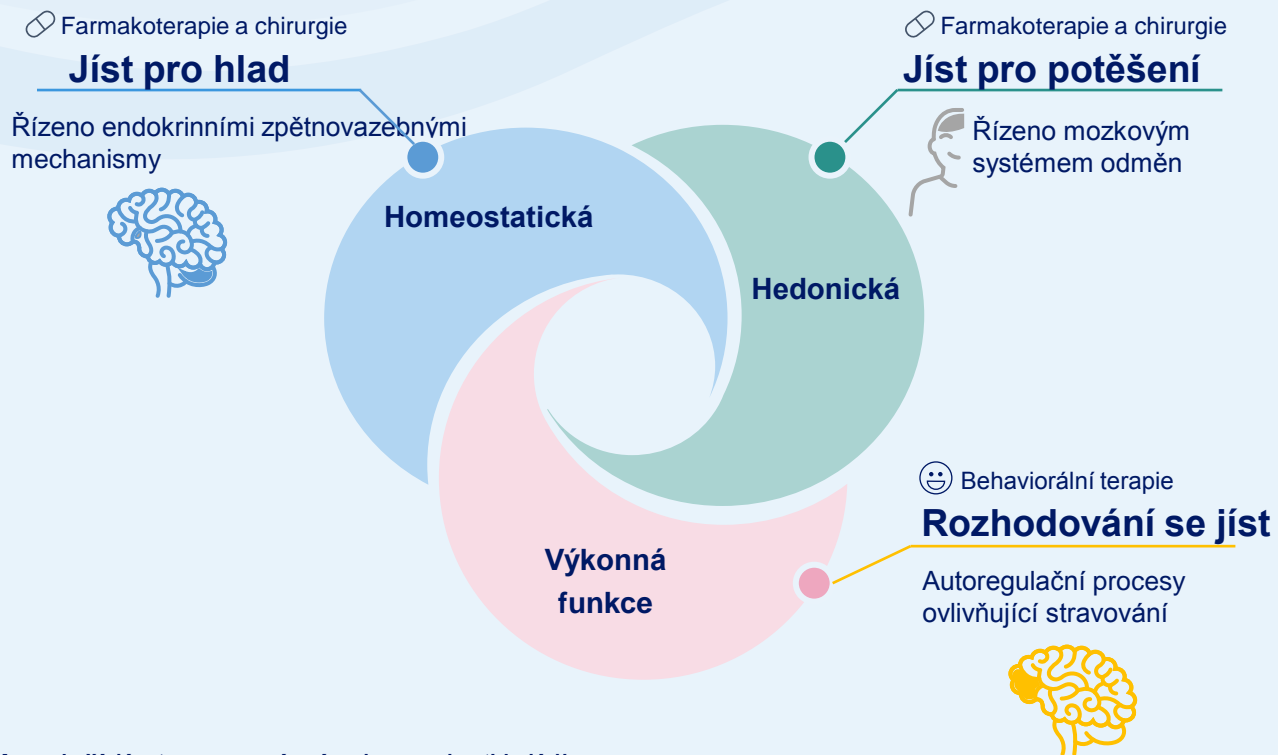 Farmakoterapie a chirurgie
Jíst pro hlad
Řízeno endokrinními zpětnovazebnými
mechanismy
Farmakoterapie a chirurgie
Jíst pro potěšení
Řízeno mozkovým
systémem odměn
Homeostatická
Hedonická
Výkonná
funkce
Behaviorální terapie
Rozhodování se jíst
Autoregulační procesy
ovlivňující stravování